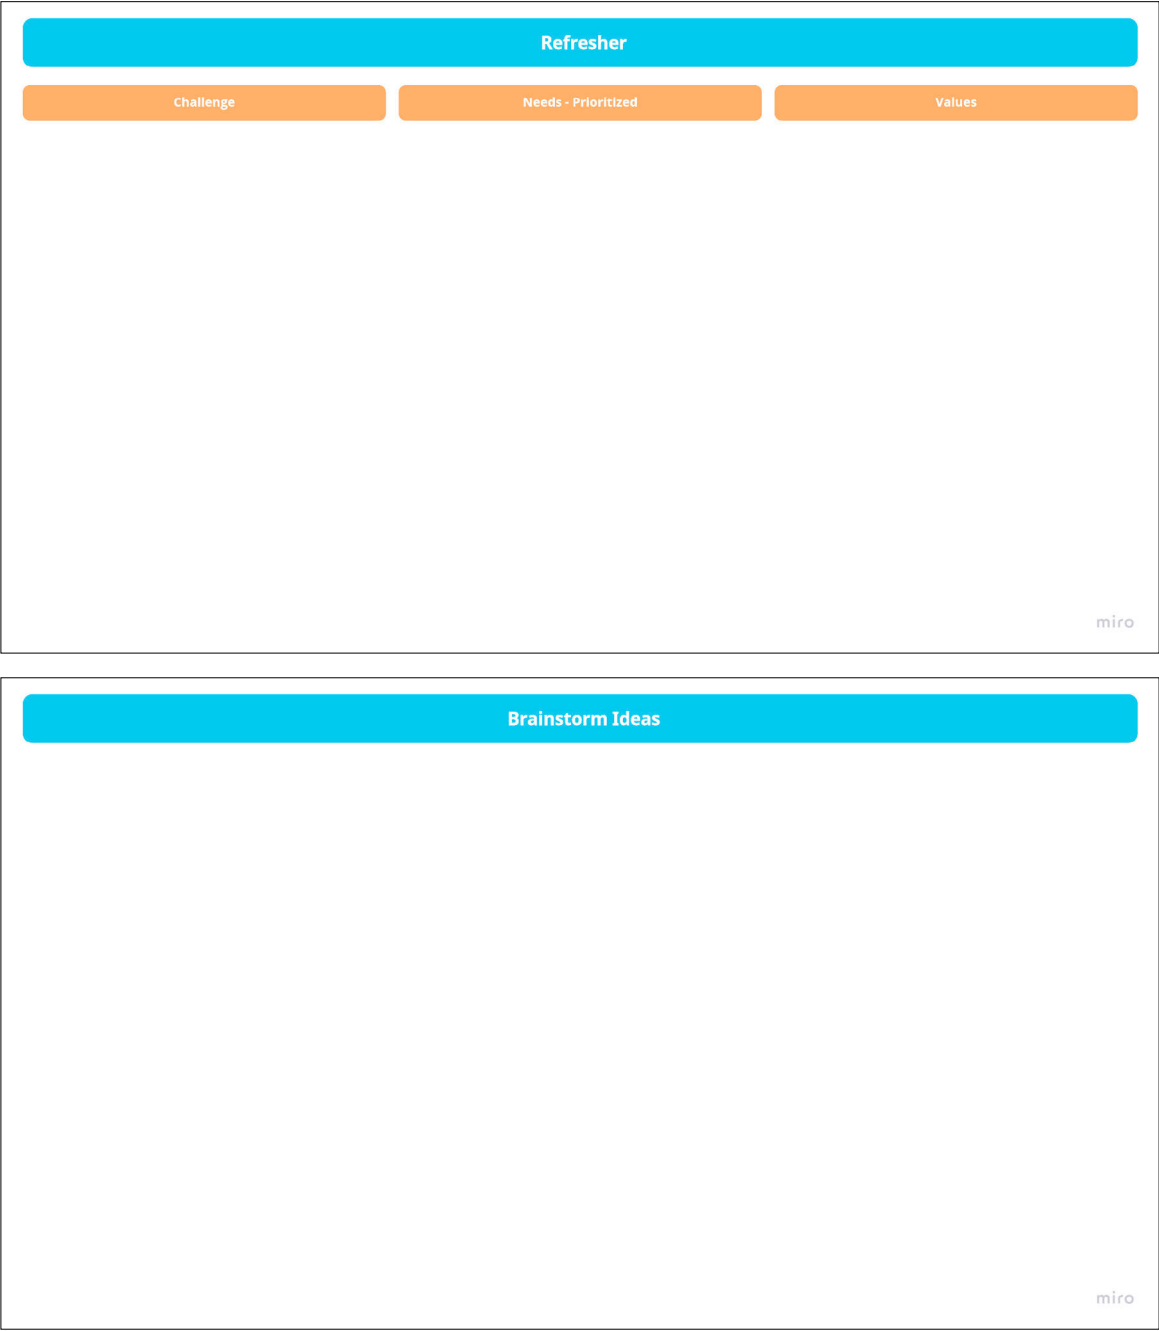 Refresher
Challenge
Needs - Prioritized
Values
miro
Brainstorm Ideas
miro